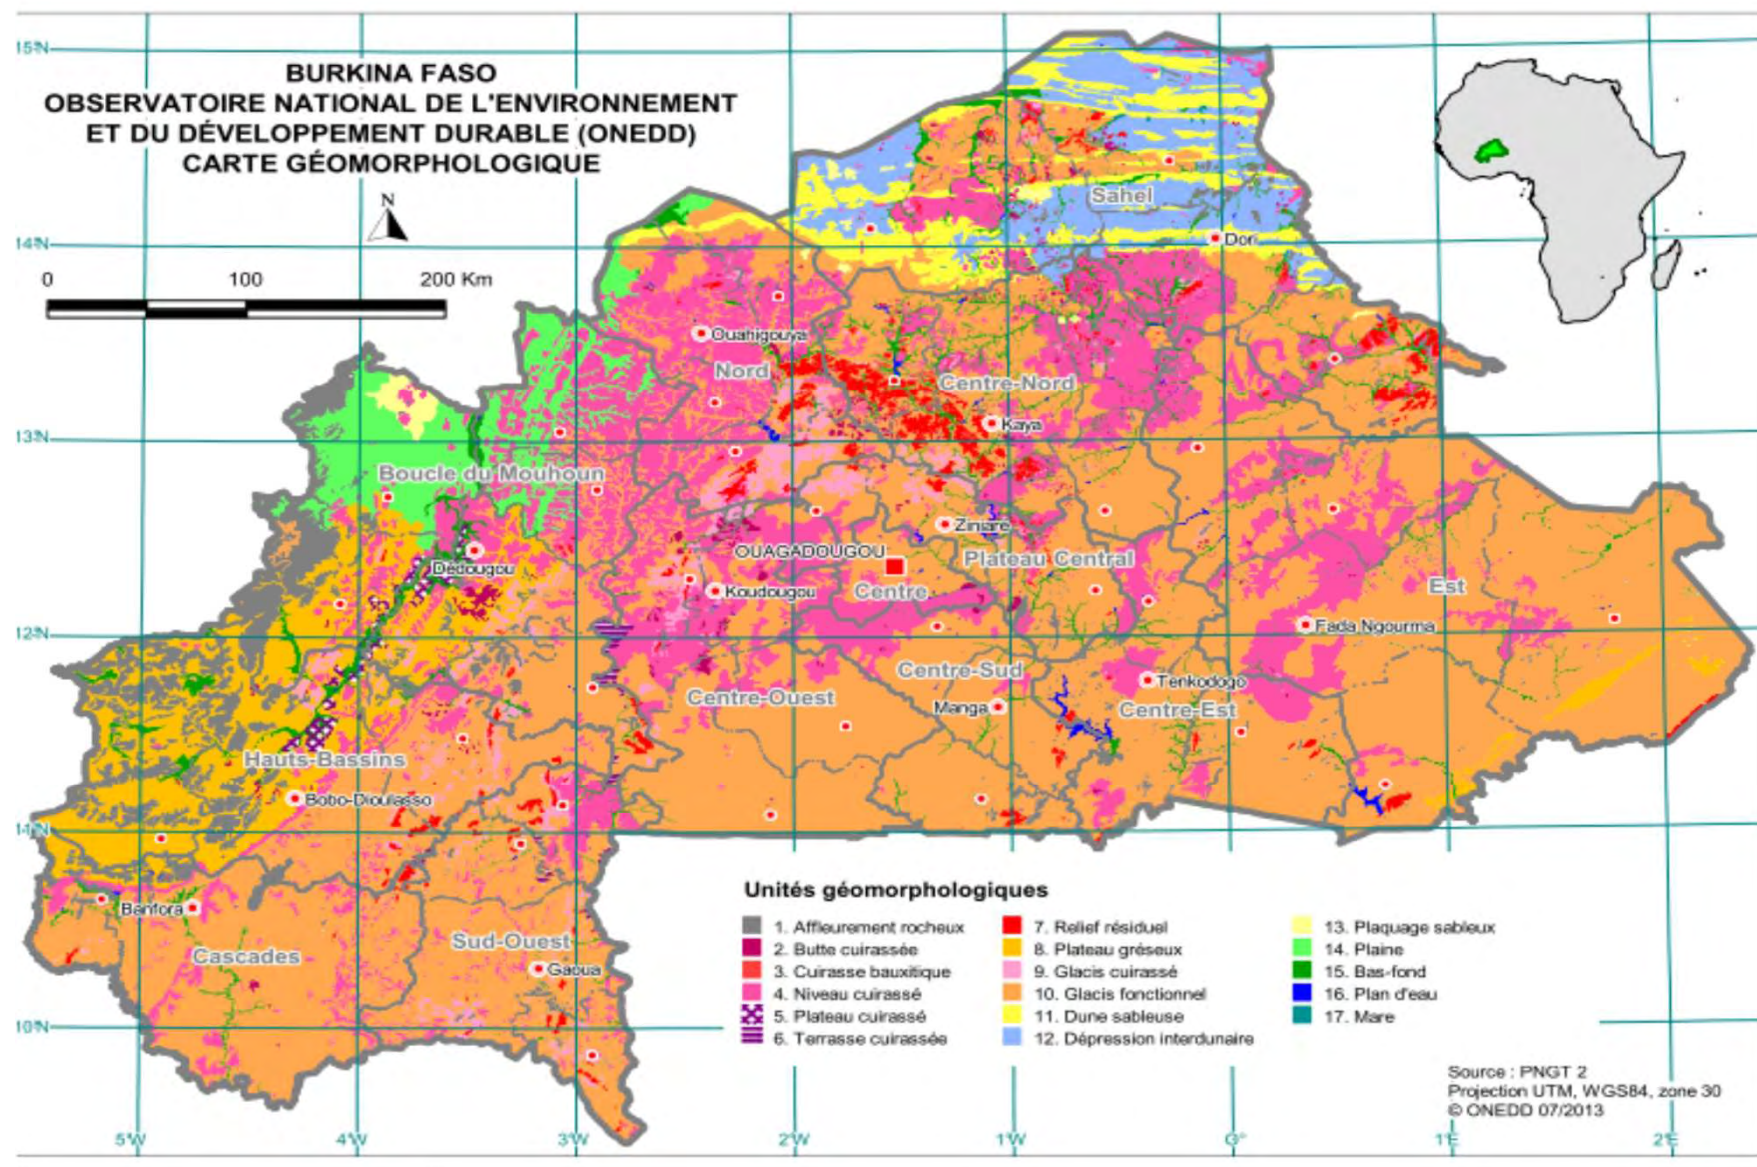 BURKINA FASO
OBSERVATOIRE NATIONAL DE L'ENVIRONNEMENT
ET DU DÉVELOPPEMENT DURABLE (ONEDD)
CARTE GÉOMORPHOLOGIQUE
N
0 100 200 Km
15°N
14°N
13°N
12°N
11°N
10°N
Sahel
Dori
Ouahigouya
Nord
Centre-Nord
Kaya
Boucle du Mouhoun
Ziniare
OUAGADOUGOU
Plateau Central
Dédougou
Koudougou
Centre
Est
Fada Ngourma
Centre-Sud
Centre-Ouest
Tenkodogo
Manga
Centre-Est
Hauts-Bassins
Bobo-Dioulasso
Banfora
Sud-Ouest
Cascades
Gaoua
Unités géomorphologiques
1. Affleurement rocheux
2. Butte cuirassée
3. Cuirasse bauxitique
4. Niveau cuirassé
5. Plateau cuirassé
6. Terrasse cuirassée
7. Relief résiduel
8. Plateau gréseux
9. Glacis cuirassé
10. Glacis fonctionnel
11. Dune sableuse
12. Dépression interdunaire
13. Plaquage sableux
14. Plaine
15. Bas-fond
16. Plan d'eau
17. Mare
Source : PNGT 2
Projection UTM, WGS84, zone 30
© ONEDD 07/2013
5°W 4°W 3°W 2°W 1°W 0° 1°E 2°E